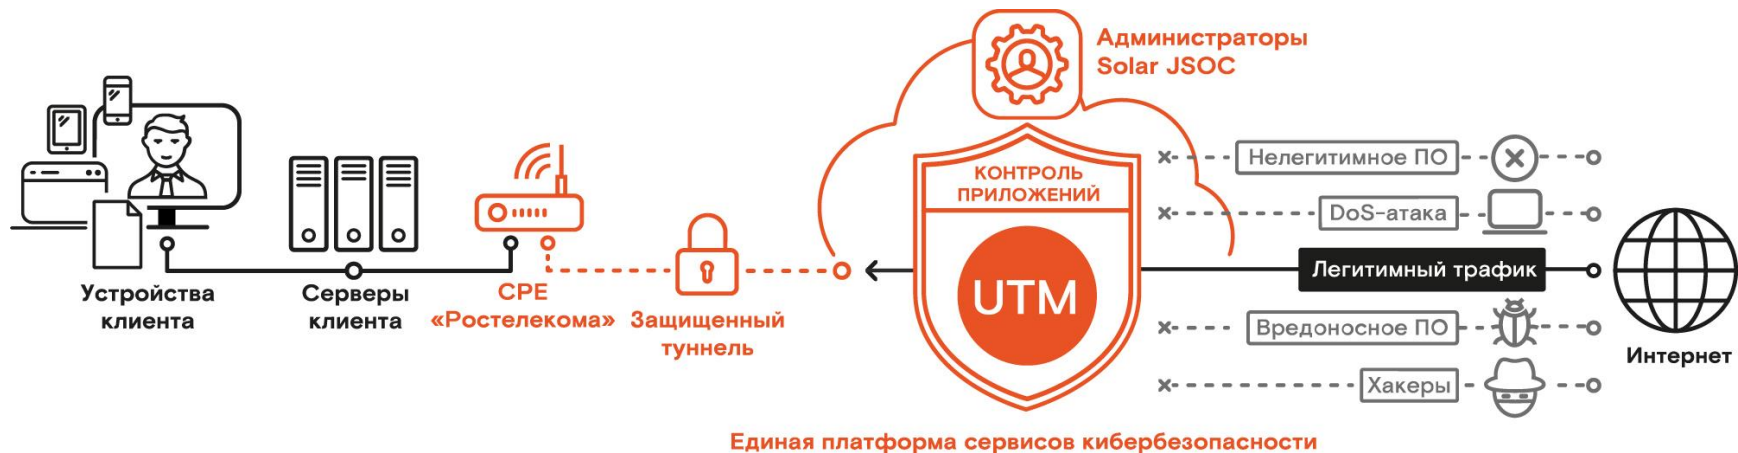 Администраторы
Solar JSOC
КОНТРОЛЬ
ПРИЛОЖЕНИЙ
UTM
Нелегитимное ПО
DoS-атака
Легитимный трафик
Вредоносное ПО
Хакеры
Интернет
Устройства
клиента
Серверы
клиента
CPE
«Ростелекома»
Защищенный
туннель
Единая платформа сервисов кибербезопасности